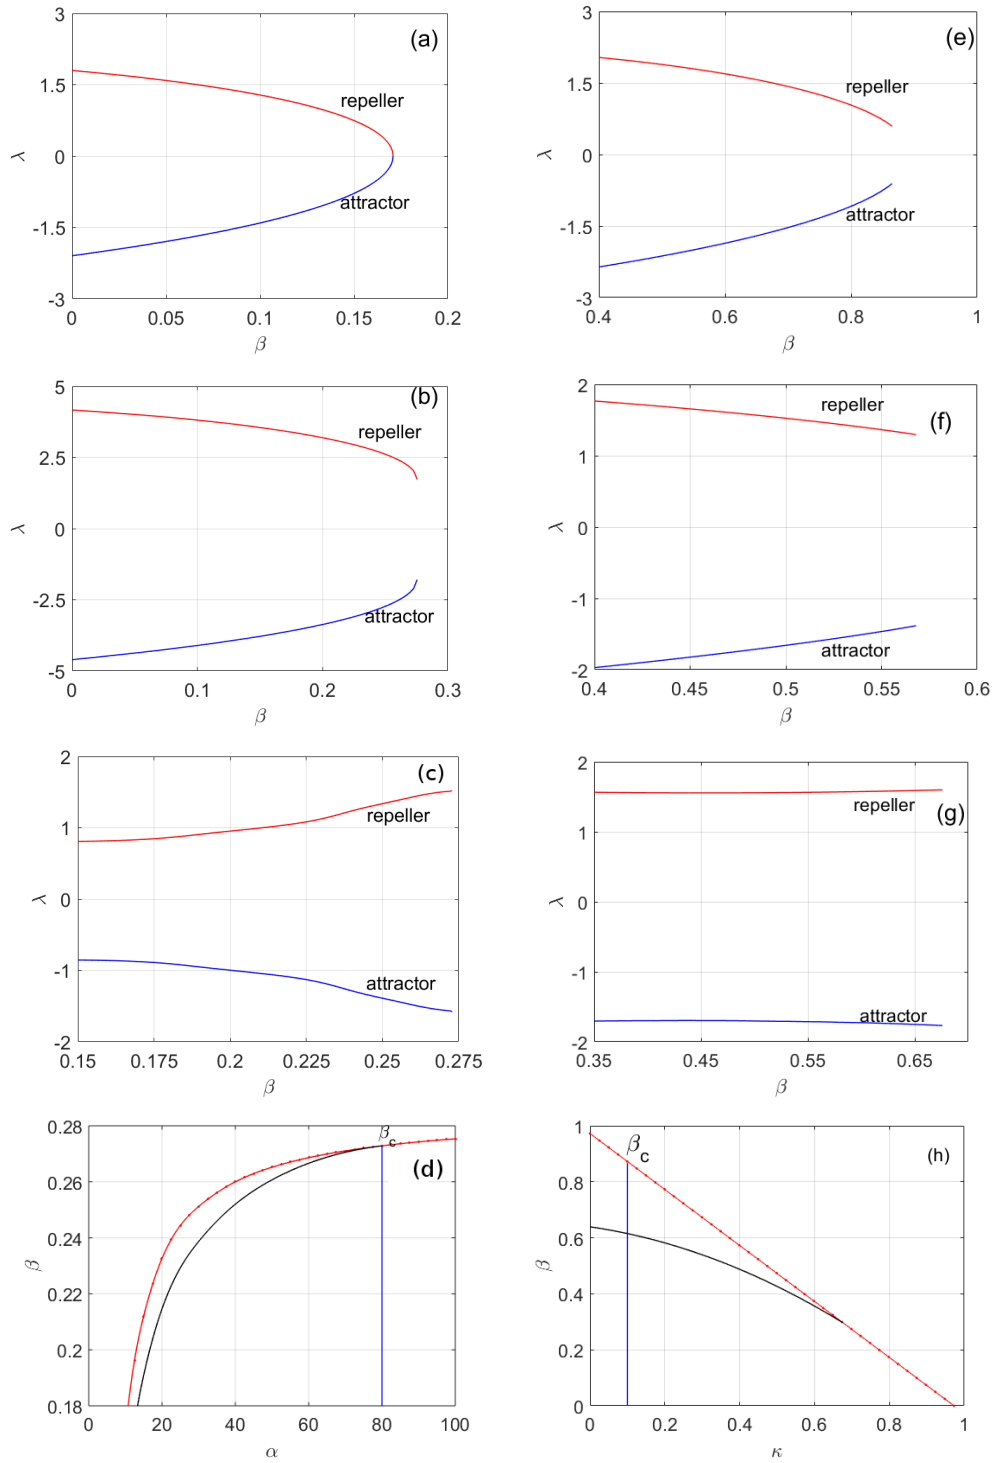 3
(a)
1.5
repeller
λ
0
attractor
-1.5
-3
0
0.05
0.1
0.15
0.2
β
3
(e)
1.5
repeller
λ
0
attractor
-1.5
-3
0.4
0.6
0.8
1
β
5
(b)
2.5
repeller
λ
0
-2.5
attractor
-5
0
0.1
0.2
0.3
β
2
repeller
(f)
1
λ
0
-1
attractor
-2
0.4
0.45
0.5
0.55
0.6
β
2
(c)
repeller
1
λ
0
-1
attractor
-2
0.15
0.175
0.2
0.225
0.25
0.275
β
2
repeller
(g)
1
λ
0
-1
attractor
-2
0.35
0.45
0.55
0.65
β
0.28
βc
(d)
0.26
0.24
β
0.22
0.2
0.18
0
20
40
60
80
100
α
1
βc
(h)
0.8
0.6
β
0.4
0.2
0
0
0.2
0.4
0.6
0.8
1
κ